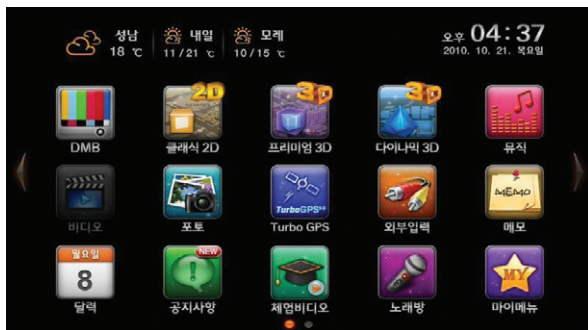 성남 18 ℃
내일 11/21 ℃
모레 10/15 ℃
오후 04:37
2010. 10. 21. 목요일
2D
3D
3D
DMB
클래식 2D
프리미엄 3D
다이나믹 3D
뮤직
TurboGPS
MEMO
비디오
포토
Turbo GPS
외부입력
메모
월요일
8
NEW
MY
달력
공지사항
체험비디오
노래방
마이메뉴